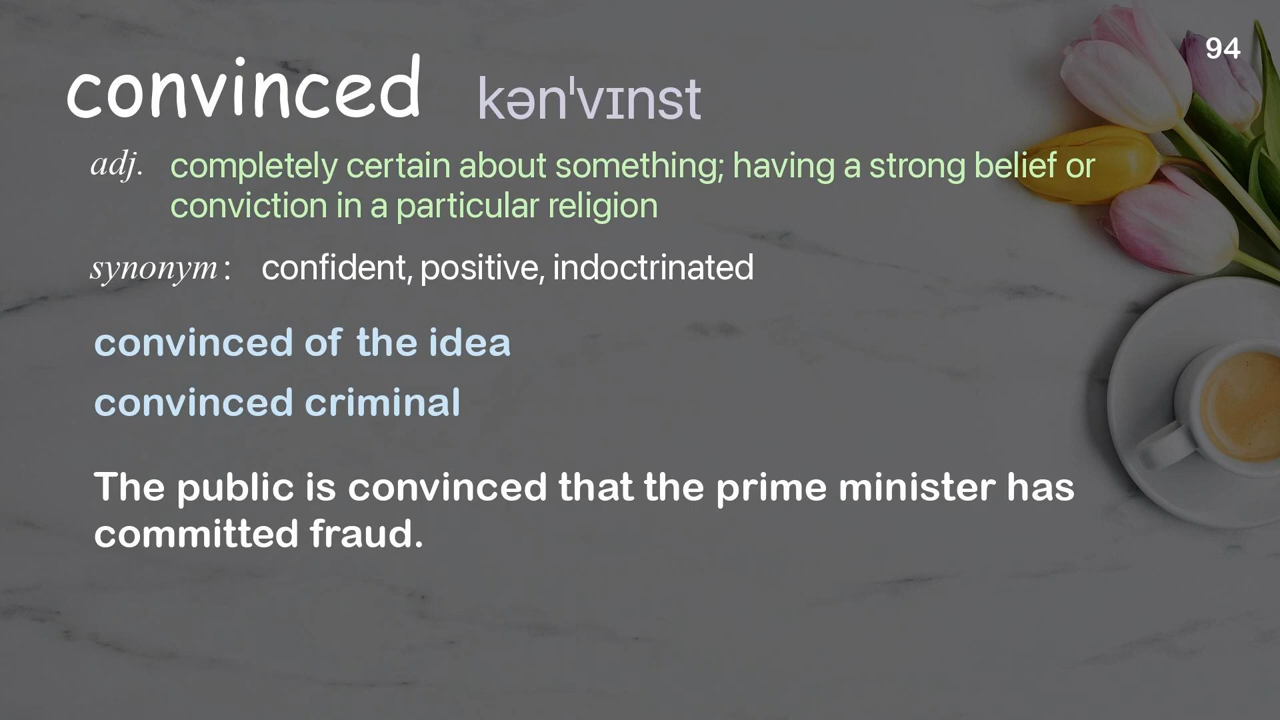 94
convinced kən'vɪnst
adj. completely certain about something; having a strong belief or
conviction in a particular religion
synonym: confident, positive, indoctrinated
convinced of the idea
convinced criminal
The public is convinced that the prime minister has
committed fraud.